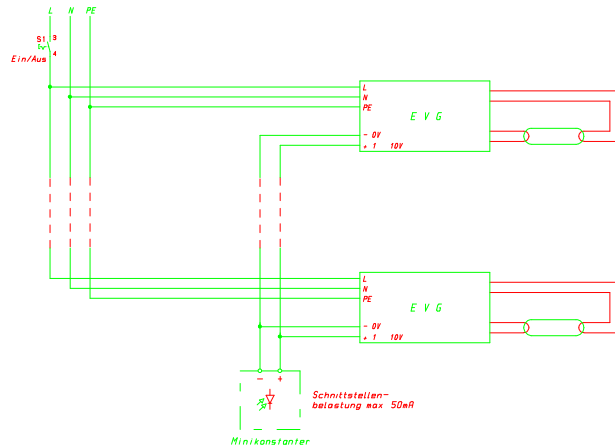 L N PE
S1 3
4
Ein/Aus
L
N
PE
E V G
- 0V
+ 1 10V
L
N
PE
E V G
- 0V
+ 1 10V
- +
Schnittstellen-
belastung max 50mA
Minikonstanter